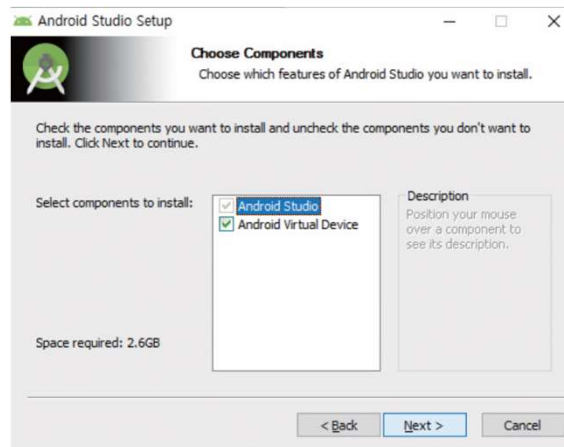 Android Studio Setup
Choose Components
Choose which features of Android Studio you want to install.
Check the components you want to install and uncheck the components you don't want to
install. Click Next to continue.
Select components to install:
Android Studio
Android Virtual Device
Description
Position your mouse
over a component to
see its description.
Space required: 2.6GB
< Back
Next >
Cancel